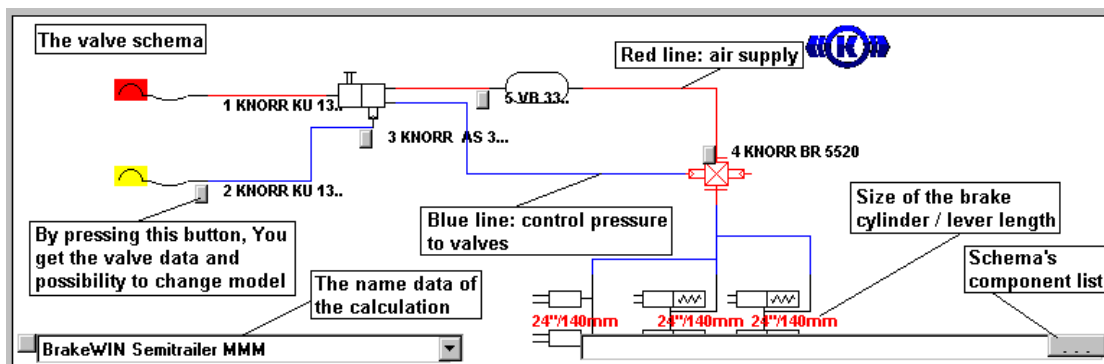 The valve schema
Red line: air supply
K
1 KNORR KU 13..
5 VB 33..
3 KNORR AS 3...
4 KNORR BR 5520
2 KNORR KU 13..
Blue line: control pressure
to valves
Size of the brake
cylinder / lever length
By pressing this button, You
get the valve data and
possibility to change model
The name data of
the calculation
Schema's
component list
24"/140mm 24"/140mm 24"/140mm
BrakeWIN Semitrailer MMM
...